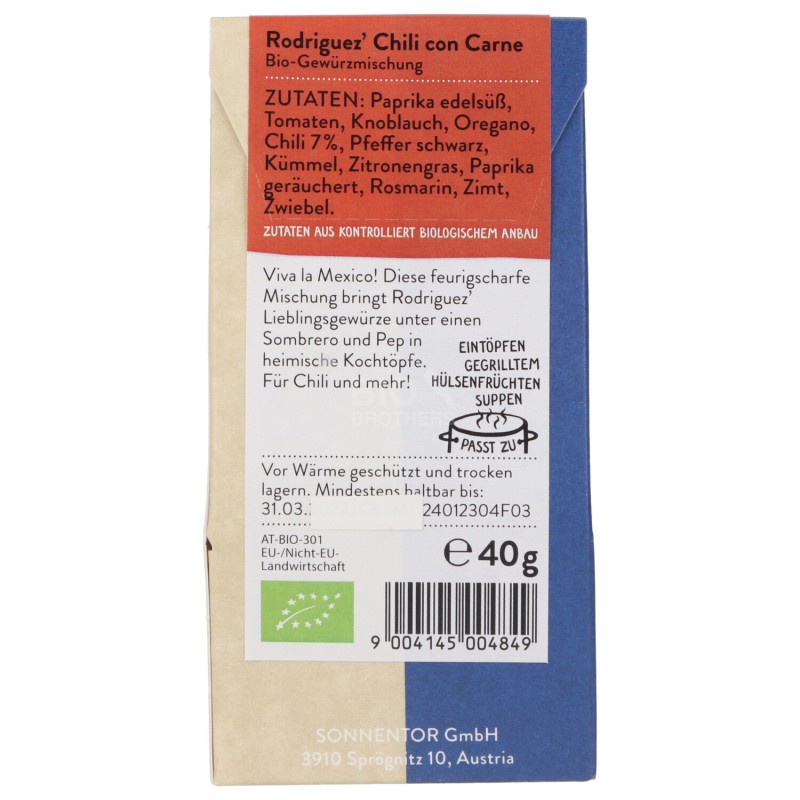 Rodriguez’ Chili con Carne
Bio-Gewürzmischung
ZUTATEN: Paprika edelsüß,
Tomaten, Knoblauch, Oregano,
Chili 7%, Pfeffer schwarz,
Kümmel, Zitronengras, Paprika
geräuchert, Rosmarin, Zimt,
Zwiebel.
ZUTATEN AUS KONTROLLIERT BIOLOGISCHEM ANBAU
Viva la Mexico! Diese feurigscharfe
Mischung bringt Rodriguez’
Lieblingsgewürze unter einen
Sombrero und Pep in
heimische Kochtöpfe.
Für Chili und mehr!
EINTÖPFEN
GEGRILLTEM
HÜLSENFRÜCHTEN
SUPPEN
PASST ZU
BIO
BROTHERS
Vor Wärme geschützt und trocken
lagern. Mindestens haltbar bis:
31.03. 24012304F03
AT-BIO-301
EU-/Nicht-EU-
Landwirtschaft
e 40g
9 004145 004849
SONNENTOR GmbH
3910 Sprögnitz 10, Austria